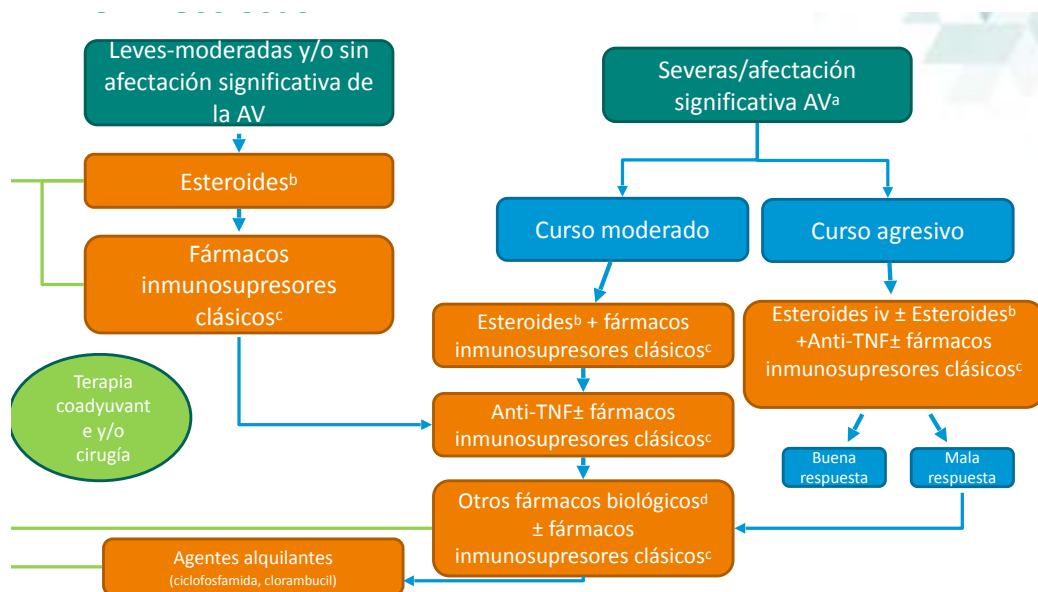 Leves-moderadas y/o sin
afectación significativa de
la AV
Severas/afectación
significativa AVᵃ
Esteroidesᵇ
Curso moderado
Curso agresivo
Fármacos
inmunosupresores
clásicosᶜ
Esteroidesᵇ + fármacos
inmunosupresores clásicosᶜ
Esteroides iv ± Esteroidesᵇ
+Anti-TNF± fármacos
inmunosupresores clásicosᶜ
Terapia
coadyuvant
e y/o
cirugía
Anti-TNF± fármacos
inmunosupresores clásicosᶜ
Buena
respuesta
Mala
respuesta
Otros fármacos biológicosᵈ
± fármacos
inmunosupresores clásicosᶜ
Agentes alquilantes
(ciclofosfamida, clorambucil)